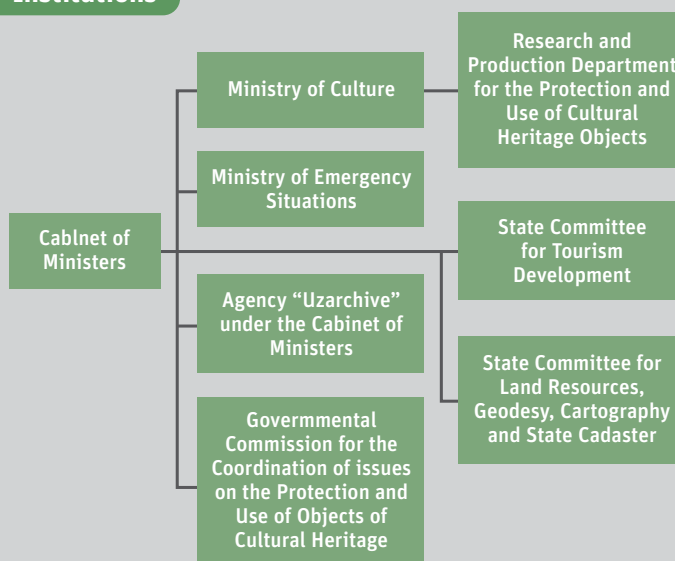 Institutions
Cablnet of
Ministers
Ministry of Culture
Ministry of Emergency
Situations
Agency “Uzarchive”
under the Cabinet of
Ministers
Govermmental
Commission for the
Coordination of issues
on the Protection and
Use of Objects of
Cultural Heritage
Research and
Production Department
for the Protection and
Use of Cultural
Heritage Objects
State Committee
for Tourism
Development
State Committee for
Land Resources,
Geodesy, Cartography
and State Cadaster